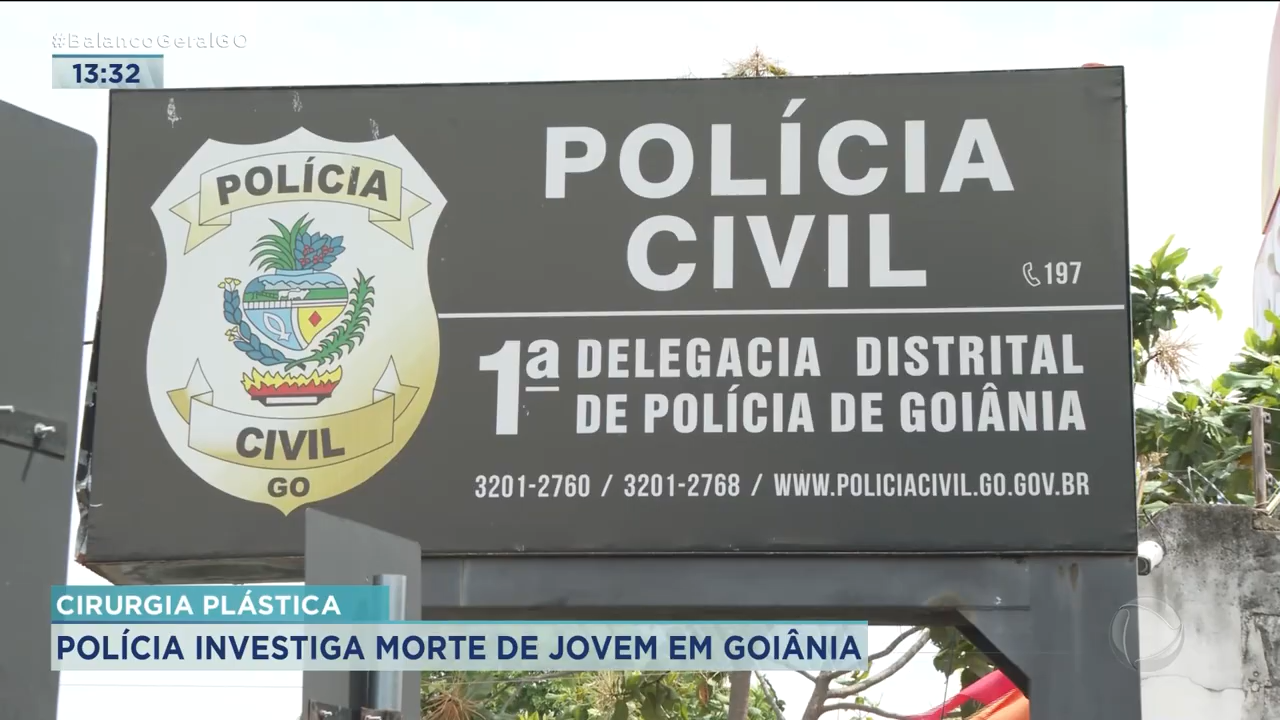 #BalancoGeralGO
13:32
POLÍCIA
CIVIL
GO
POLÍCIA
CIVIL
197
1ª DELEGACIA DISTRITAL
DE POLÍCIA DE GOIÂNIA
3201-2760 / 3201-2768 / WWW.POLICIACIVIL.GO.GOV.BR
CIRURGIA PLÁSTICA
POLÍCIA INVESTIGA MORTE DE JOVEM EM GOIÂNIA